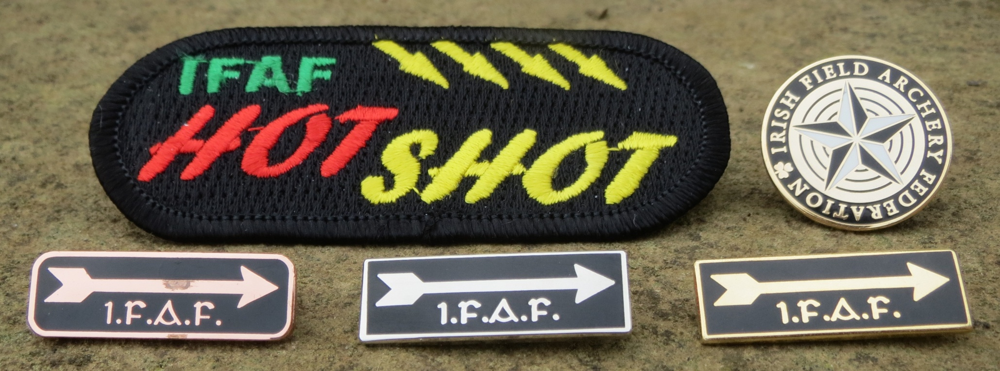 IFAF
HOT
SHOT
IRISH FIELD ARCHERY FEDERATION
I.F.A.F.
I.F.A.F.
I.F.A.F.